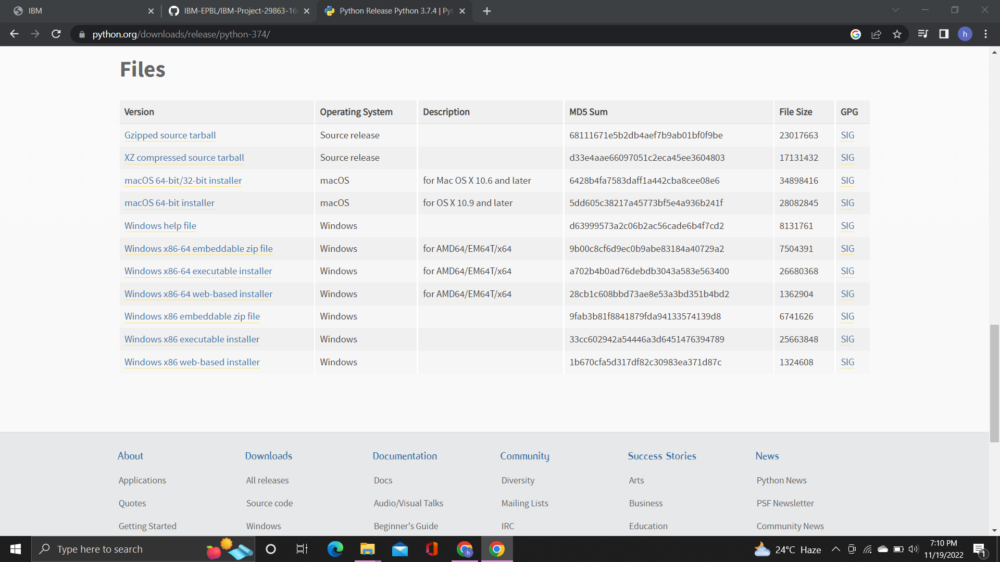 IBM
IBM-EPBL/IBM-Project-29863-16
Python Release Python 3.7.4 | Pyt
python.org/downloads/release/python-374/
h
Files
Version Operating System Description MD5 Sum File Size GPG
Gzipped source tarball Source release 68111671e5b2db4aef7b9ab01bf0f9be 23017663 SIG
XZ compressed source tarball Source release d33e4aae66097051c2eca45ee3604803 17131432 SIG
macOS 64-bit/32-bit installer macOS for Mac OS X 10.6 and later 6428b4fa7583daff1a442cba8cee08e6 34898416 SIG
macOS 64-bit installer macOS for OS X 10.9 and later 5dd605c38217a45773bf5e4a936b241f 28082845 SIG
Windows help file Windows d63999573a2c06b2ac56cade6b4f7cd2 8131761 SIG
Windows x86-64 embeddable zip file Windows for AMD64/EM64T/x64 9b00c8cf6d9ec0b9abe83184a40729a2 7504391 SIG
Windows x86-64 executable installer Windows for AMD64/EM64T/x64 a702b4b0ad76debdb3043a583e563400 26680368 SIG
Windows x86-64 web-based installer Windows for AMD64/EM64T/x64 28cb1c608bbd73ae8e53a3bd351b4bd2 1362904 SIG
Windows x86 embeddable zip file Windows 9fab3b81f8841879fda94133574139d8 6741626 SIG
Windows x86 executable installer Windows 33cc602942a54446a3d6451476394789 25663848 SIG
Windows x86 web-based installer Windows 1b670cfa5d317df82c30983ea371d87c 1324608 SIG
About Downloads Documentation Community Success Stories News
Applications All releases Docs Diversity Arts Python News
Quotes Source code Audio/Visual Talks Mailing Lists Business PSF Newsletter
Getting Started Windows Beginner's Guide IRC Education Community News
Type here to search
h
24°C Haze
7:10 PM
11/19/2022
1